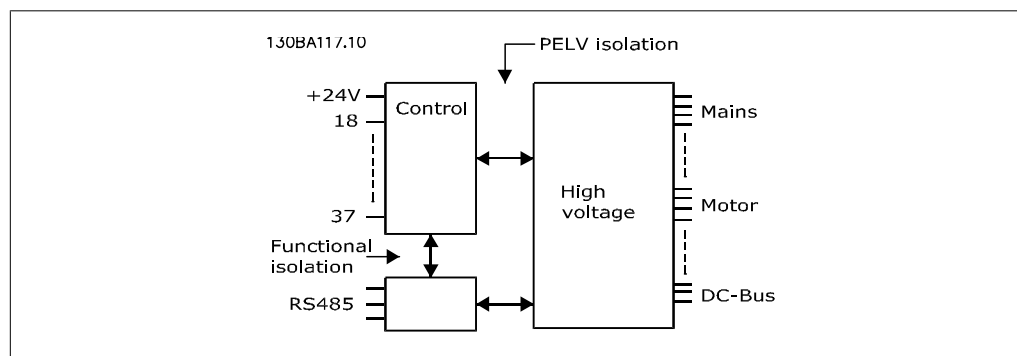 130BA117.10
PELV isolation
+24V
Control
18
Mains
High
voltage
37
Motor
Functional
isolation
RS485
DC-Bus